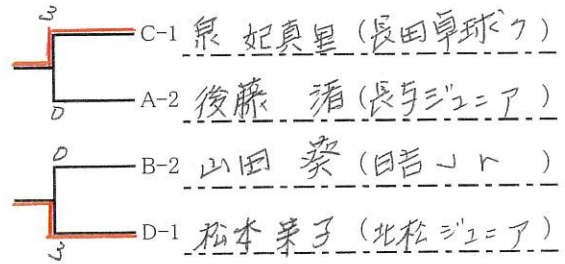 3 C-1 泉 妃真里 (長田卓球ク)
0 A-2 後藤 渚 (長与ジュニア)
0 B-2 山田 葵 (日吉Jr)
3 D-1 松本 菜子 (北松ジュニア)